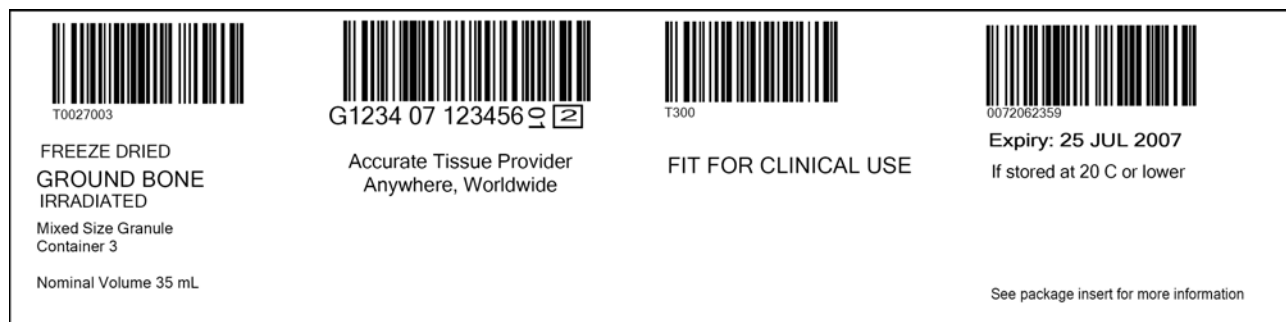 T0027003
FREEZE DRIED
GROUND BONE
IRRADIATED
Mixed Size Granule
Container 3
Nominal Volume 35 mL
G1234 07 123456 01 N
Accurate Tissue Provider
Anywhere, Worldwide
T300
FIT FOR CLINICAL USE
0072062359
Expiry: 25 JUL 2007
If stored at 20 C or lower
See package insert for more information